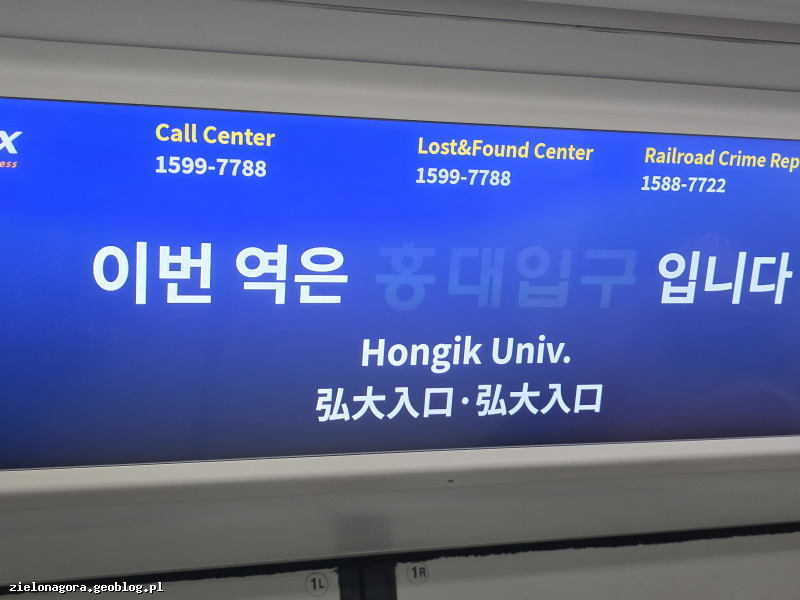 x
ess
Call Center
1599-7788
Lost&Found Center
1599-7788
Railroad Crime Rep
1588-7722
이번 역은 홍대입구 입니다
Hongik Univ.
弘大入口·弘大入口
1L
1R
zielonagora.geoblog.pl